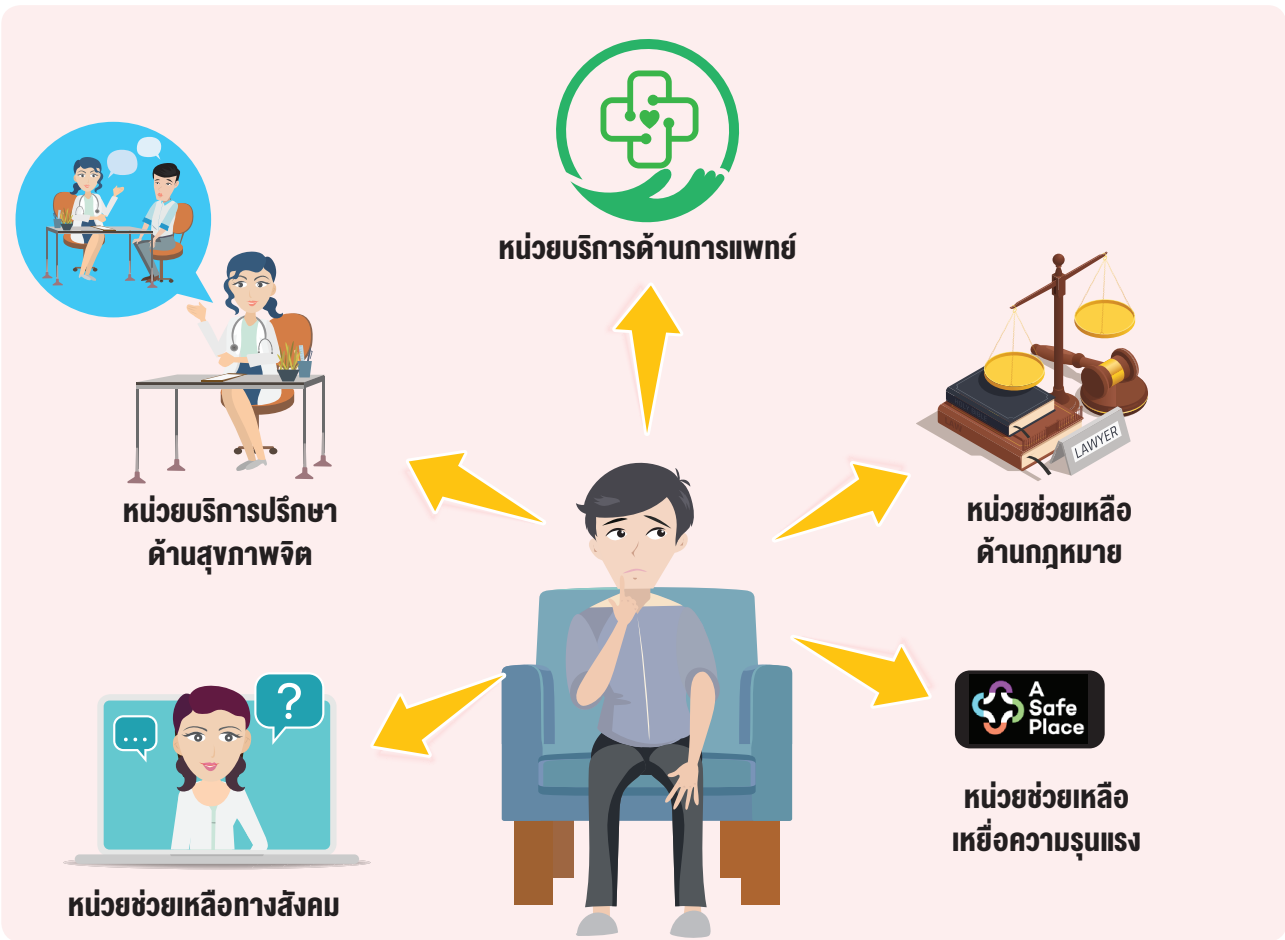 หน่วยบริการด้านการแพทย์
หน่วยบริการปรึกษา
ด้านสุขภาพจิต
LAWYER
หน่วยช่วยเหลือ
ด้านกฎหมาย
?
...
หน่วยช่วยเหลือทางสังคม
A
Safe
Place
หน่วยช่วยเหลือ
เหยื่อความรุนแรง